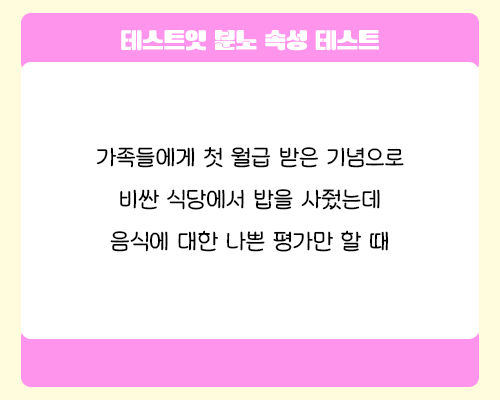 테스트잇 분노 속성 테스트
가족들에게 첫 월급 받은 기념으로
비싼 식당에서 밥을 사줬는데
음식에 대한 나쁜 평가만 할 때